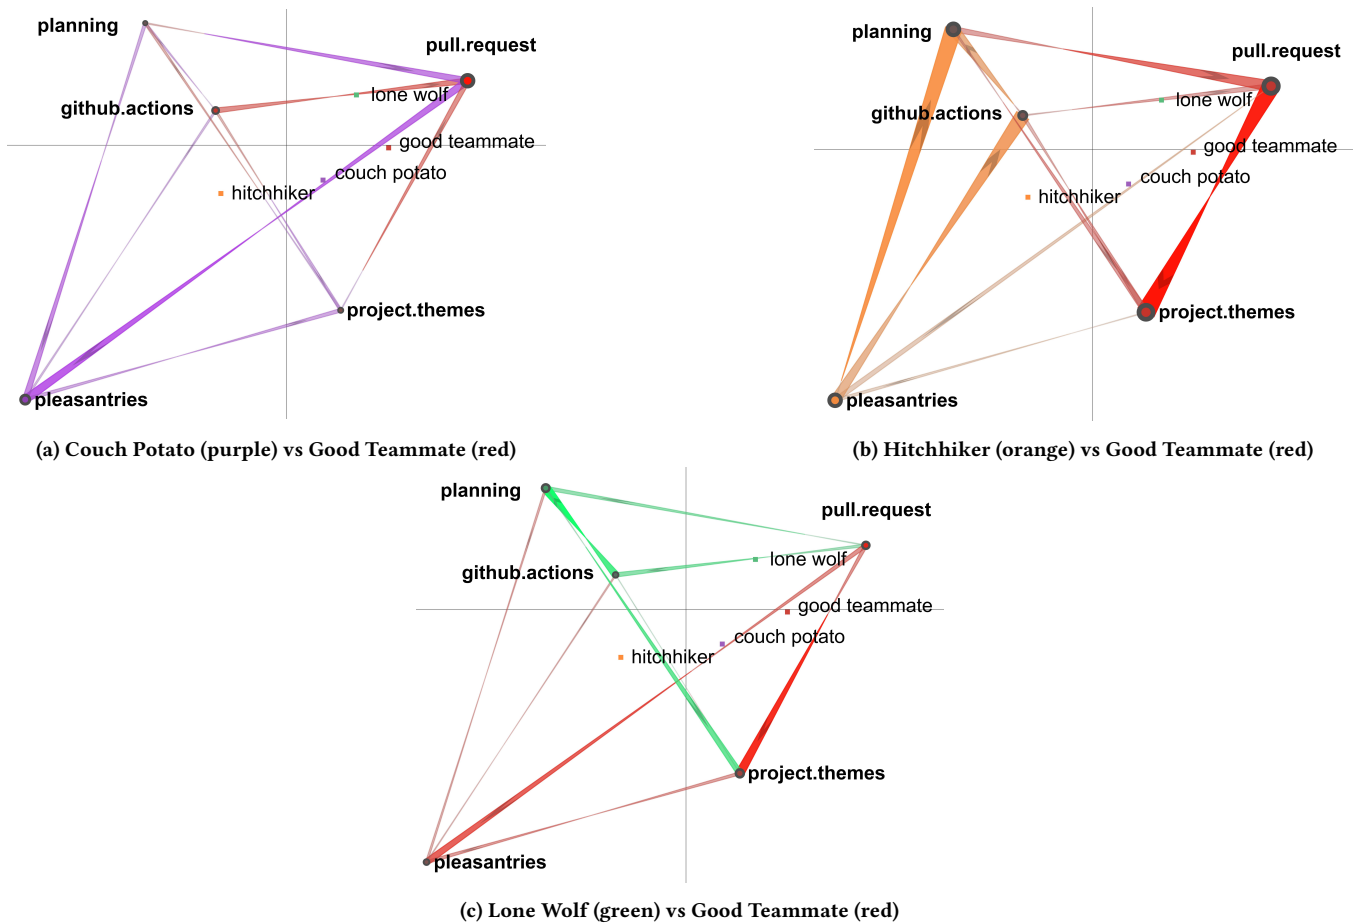 planning
pull.request
github.actions
lone wolf
good teammate
couch potato
hitchhiker
project.themes
pleasantries
(a) Couch Potato (purple) vs Good Teammate (red)
planning
pull.request
github.actions
lone wolf
good teammate
couch potato
hitchhiker
project.themes
pleasantries
(b) Hitchhiker (orange) vs Good Teammate (red)
planning
pull.request
github.actions
lone wolf
good teammate
couch potato
hitchhiker
project.themes
pleasantries
(c) Lone Wolf (green) vs Good Teammate (red)